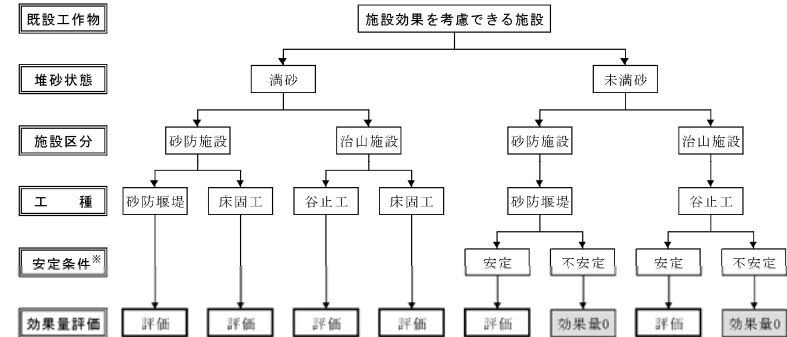 既設工作物
施設効果を考慮できる施設
堆砂状態
満砂
未満砂
施設区分
砂防施設
治山施設
砂防施設
治山施設
工 種
砂防堰堤
床固工
谷止工
床固工
砂防堰堤
谷止工
安定条件※
安定
不安定
安定
不安定
効果量評価
評価
評価
評価
評価
評価
効果量0
評価
効果量0